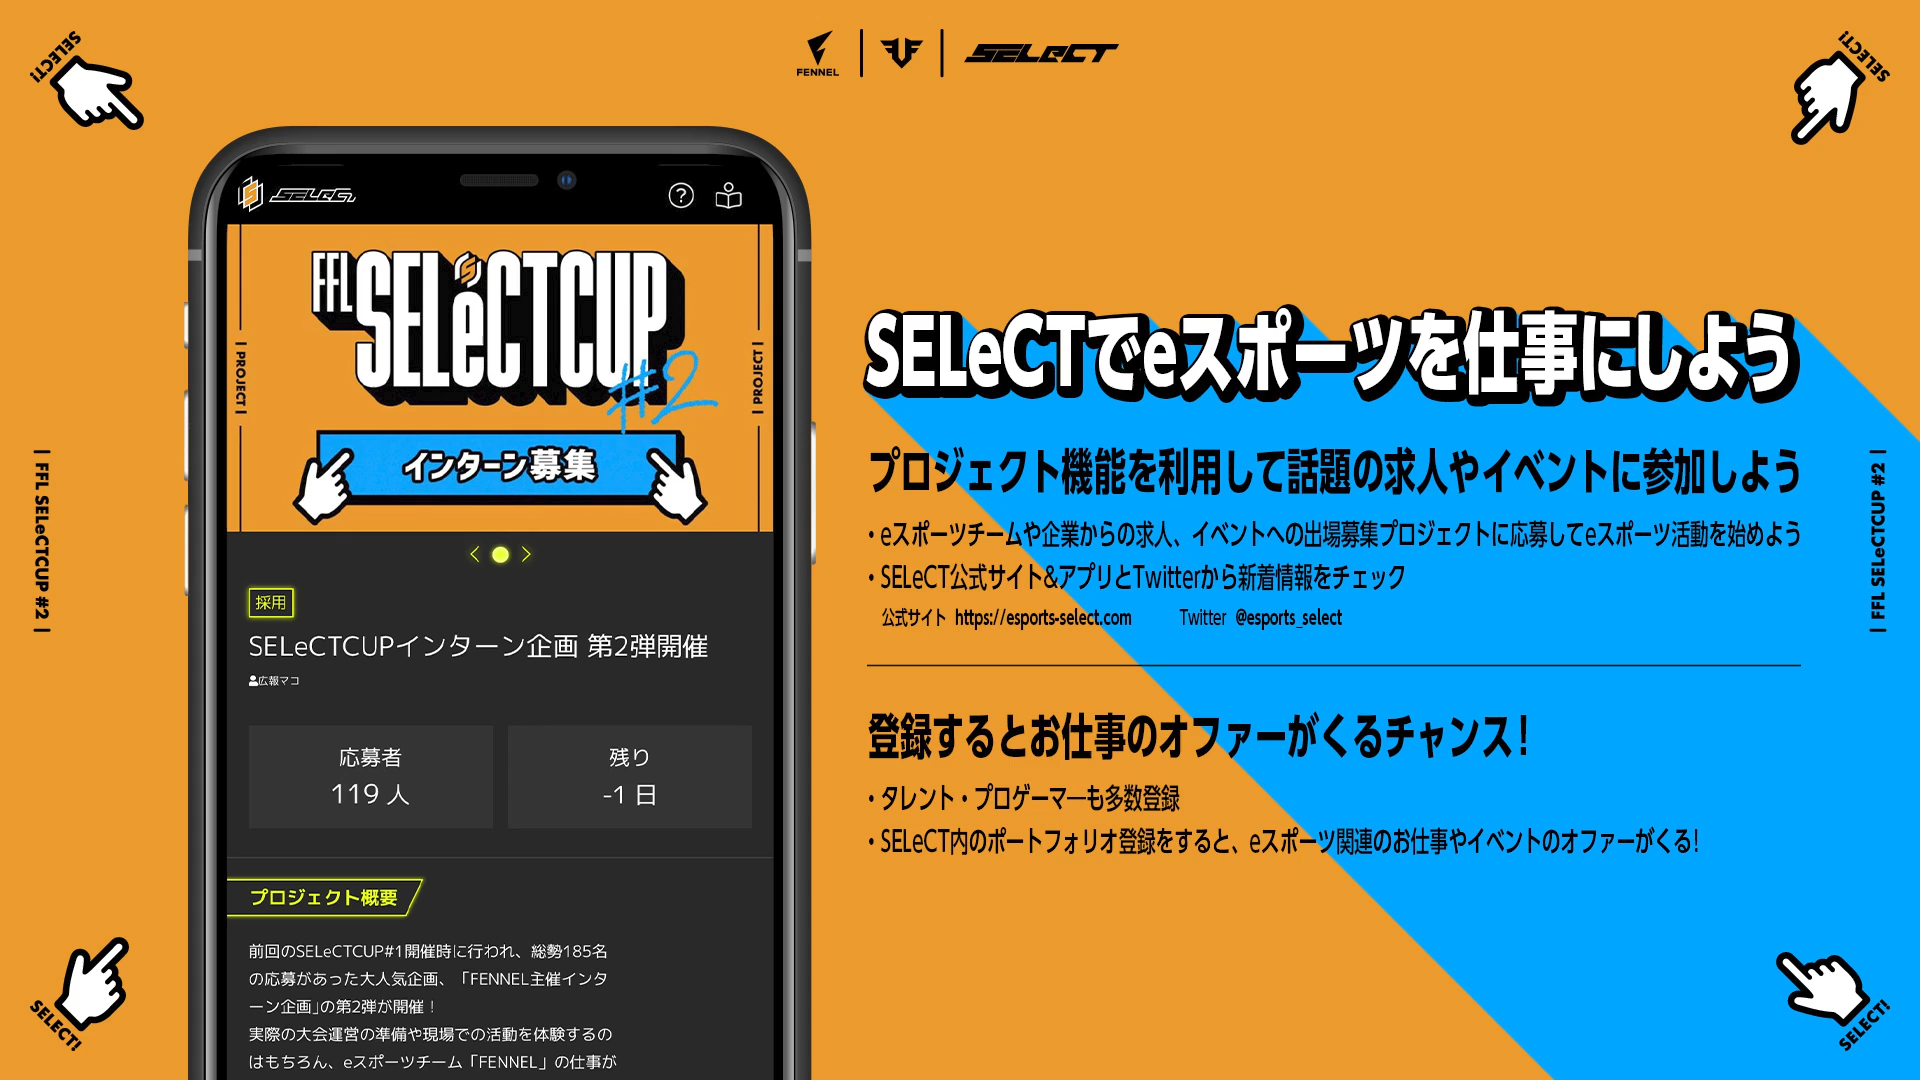 SELECT!
FENNEL
SELeCT
SELECT!
SELeCT
?
FFL SELeCTCUP
#2
| PROJECT |
| PROJECT |
インターン募集
採用
SELeCTCUPインターン企画 第2弾開催
広報マコ
応募者
119 人
残り
-1 日
プロジェクト概要
前回のSELeCTCUP#1開催時に行われ、総勢185名
の応募があった大人気企画、「FENNEL主催インタ
ーン企画」の第2弾が開催！
実際の大会運営の準備や現場での活動を体験するの
はもちろん、eスポーツチーム「FENNEL」の仕事が
| FFL SELeCTCUP #2 |
SELeCTでeスポーツを仕事にしよう
プロジェクト機能を利用して話題の求人やイベントに参加しよう
・eスポーツチームや企業からの求人、イベントへの出場募集プロジェクトに応募してeスポーツ活動を始めよう
・SELeCT公式サイト&アプリとTwitterから新着情報をチェック
公式サイト https://esports-select.com Twitter @esports_select
登録するとお仕事のオファーがくるチャンス！
・タレント・プロゲーマ―も多数登録
・SELeCT内のポートフォリオ登録をすると、eスポーツ関連のお仕事やイベントのオファーがくる！
| FFL SELeCTCUP #2 |
SELECT!
SELECT!